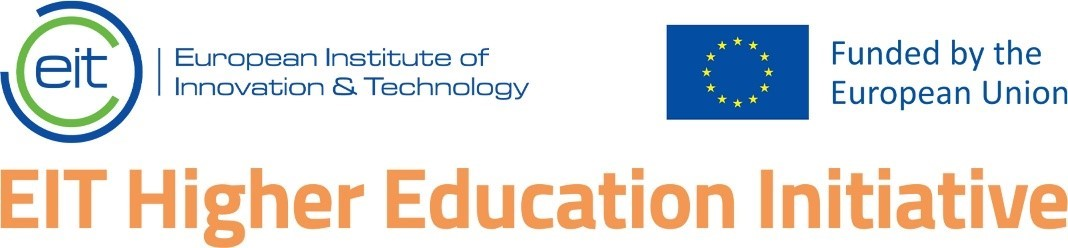 eit
European Institute of
Innovation & Technology
Funded by the
European Union
EIT Higher Education Initiative